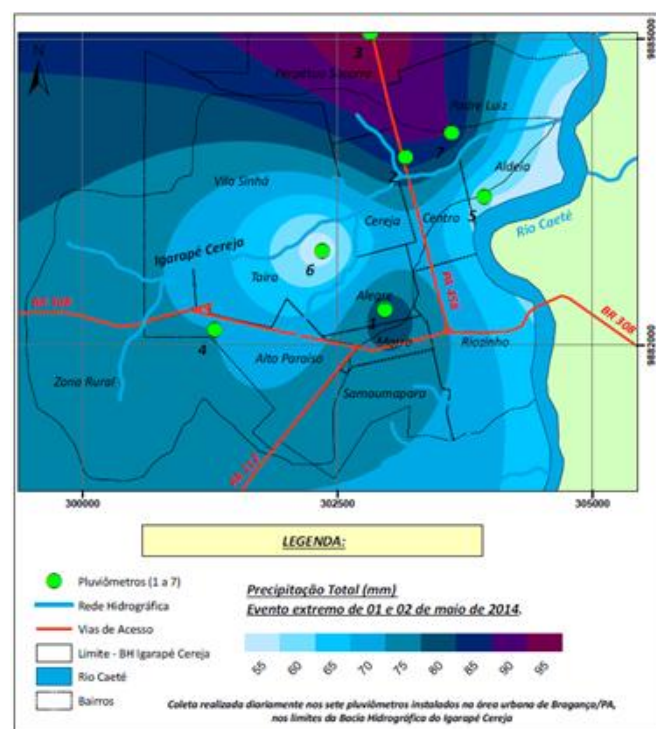 9885000
N
3
Perpétuo Socorro
Padre Luiz
7
2
Aldeia
Vila Sinhá
Cereja
Centro
5
Rio Caeté
Igarapé Cereja
Taira
6
PA-458
BR 308
Alegre
1
BR 308
4
Morro
Riozinho
9882000
Alto Paraíso
Zona Rural
Samaumapara
300000
302500
305000
LEGENDA:
Pluviômetros (1 a 7)
Rede Hidrográfica
Vias de Acesso
Limite - BH Igarapé Cereja
Rio Caeté
Bairros
Precipitação Total (mm)
Evento extremo de 01 e 02 de maio de 2014.
55 60 65 70 75 80 85 90 95
Coleta realizada diariamente nos sete pluviômetros instalados na área urbana de Bragança/PA,
nos limites da Bacia Hidrográfica do Igarapé Cereja